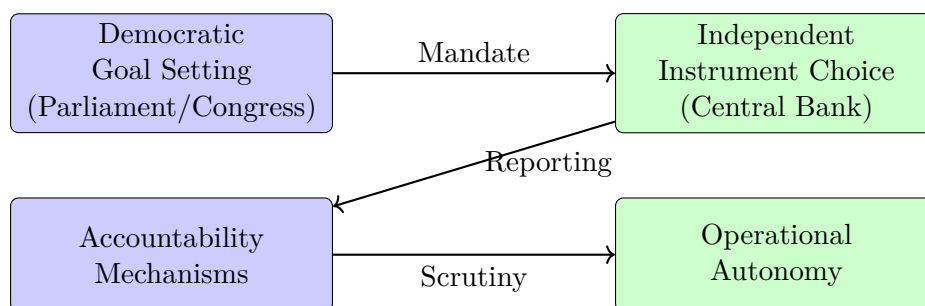 Democratic
Goal Setting
(Parliament/Congress)
Mandate
Independent
Instrument Choice
(Central Bank)
Reporting
Accountability
Mechanisms
Scrutiny
Operational
Autonomy